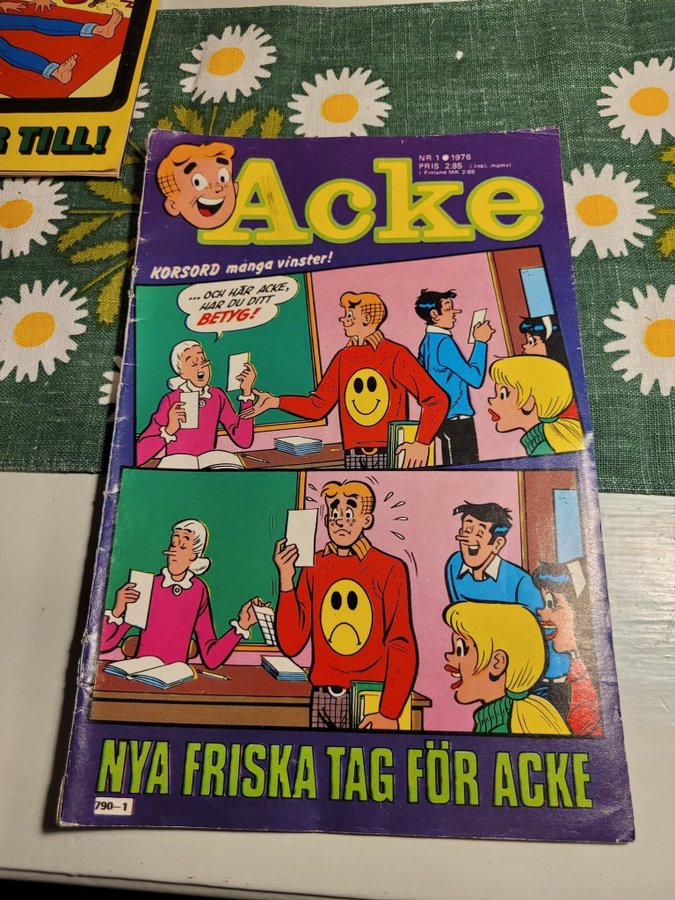 R TILL!
NR 1 ● 1976
PRIS 2:85 (Inkl. moms)
I Finland MK 2:85
Acke
KORSORD många vinster!
...OCH HÄR ACKE,
HAR DU DITT
BETYG!
NYA FRISKA TAG FÖR ACKE
790-1